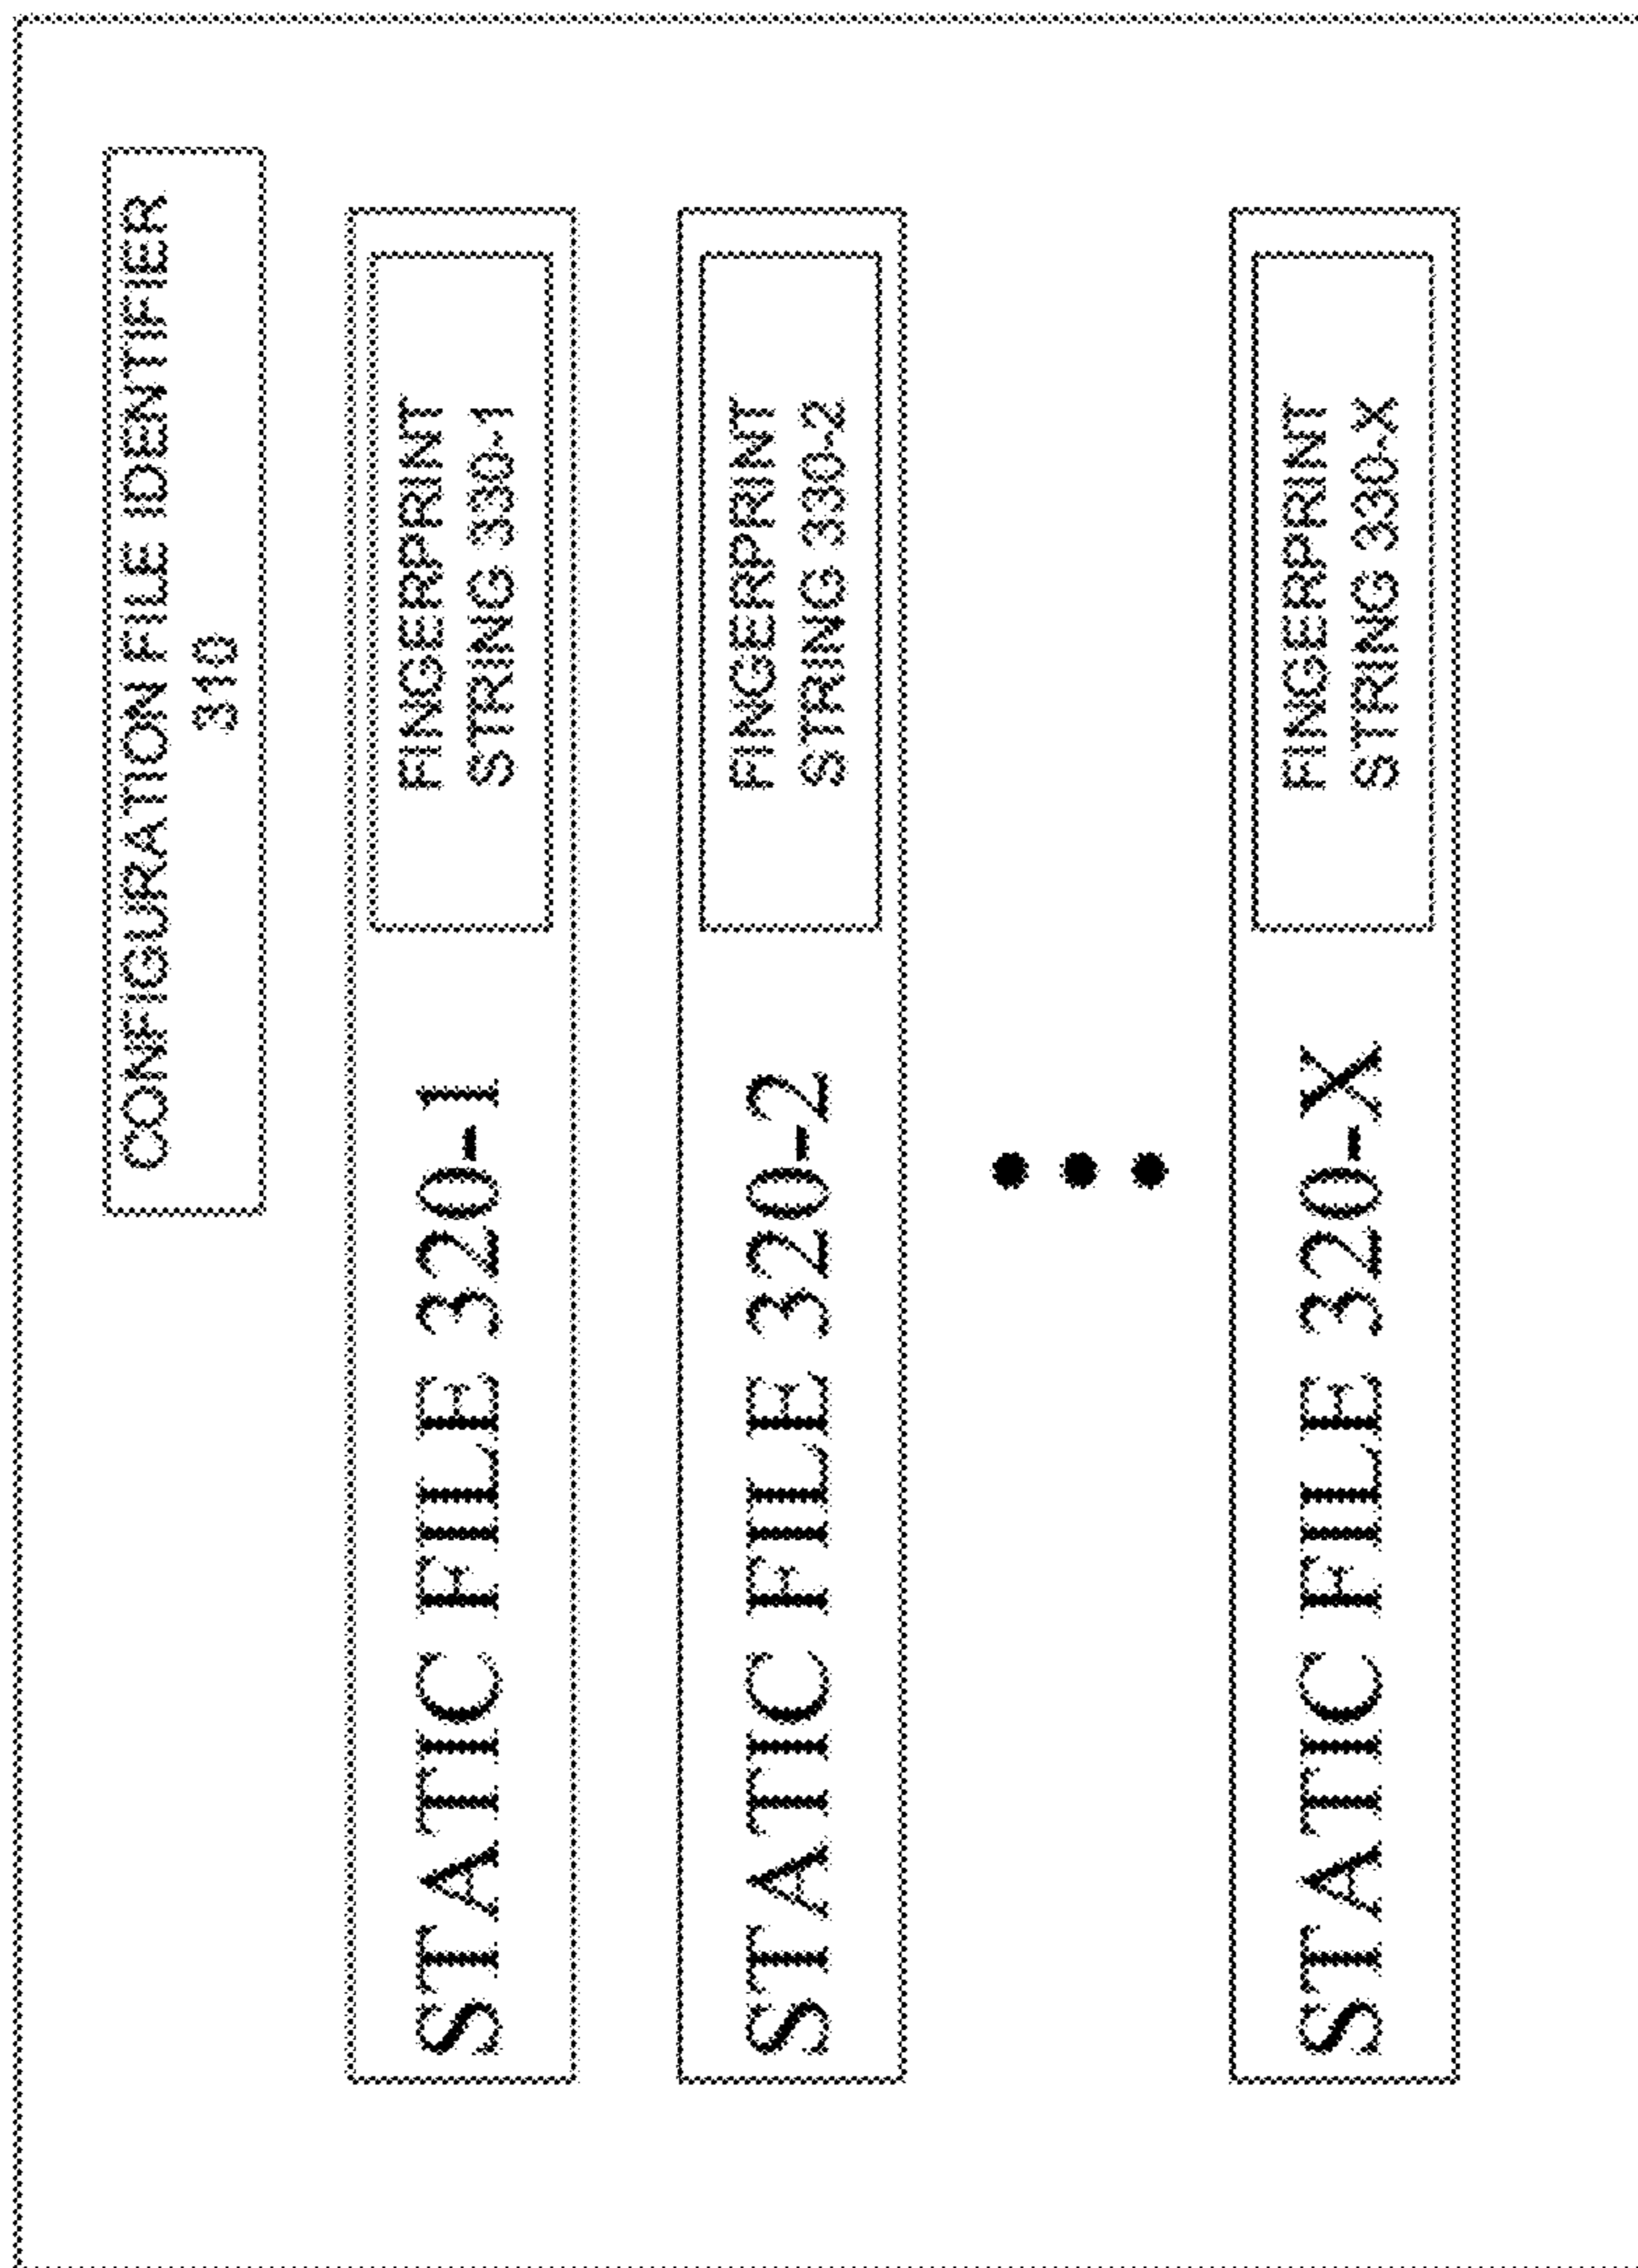 CONFIGURATION FILE IDENTIFIER
310
STATIC FILE 320-1
FINGERPRINT
STRING 330-1
STATIC FILE 320-2
FINGERPRINT
STRING 330-2
STATIC FILE 320-X
FINGERPRINT
STRING 330-X